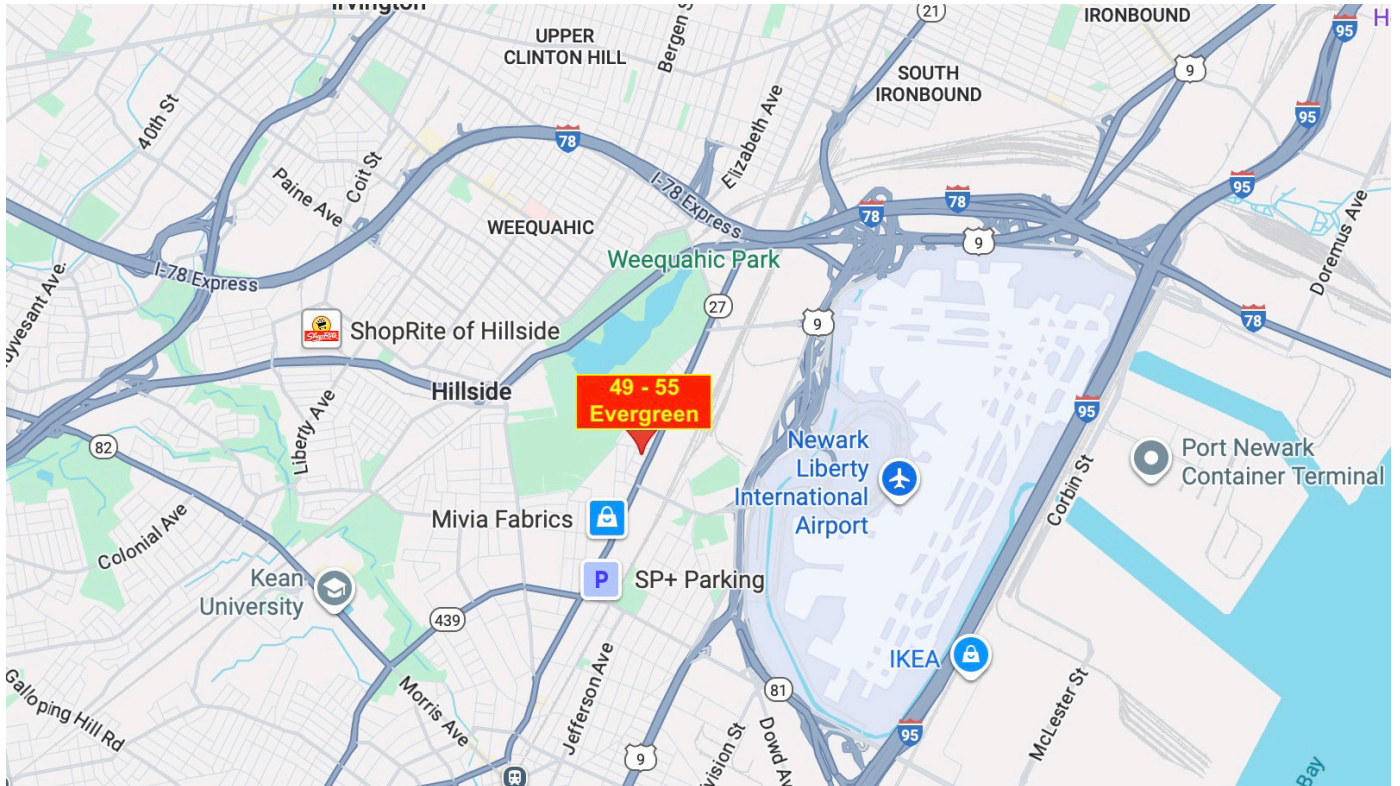 Irvington
21
IRONBOUND
H
95
UPPER
CLINTON HILL
Bergen S
9
SOUTH
IRONBOUND
40th St
Elizabeth Ave
95
78
Coit St
Paine Ave
I-78 Express
95
78
78
WEEQUAHIC
9
Doremus Ave
Weequahic Park
I-78 Express
uyvesant Ave.
27
9
78
ShopRite
ShopRite of Hillside
Hillside
49 - 55
Evergreen
95
82
Liberty Ave
Newark
Liberty
International
Airport
Port Newark
Container Terminal
Corbin St
Mivia Fabrics
Colonial Ave
Kean
University
P
SP+ Parking
439
IKEA
Galloping Hill Rd
Morris Ave
Jefferson Ave
81
McLester St
95
9
vision St
Dowd Av
Bay